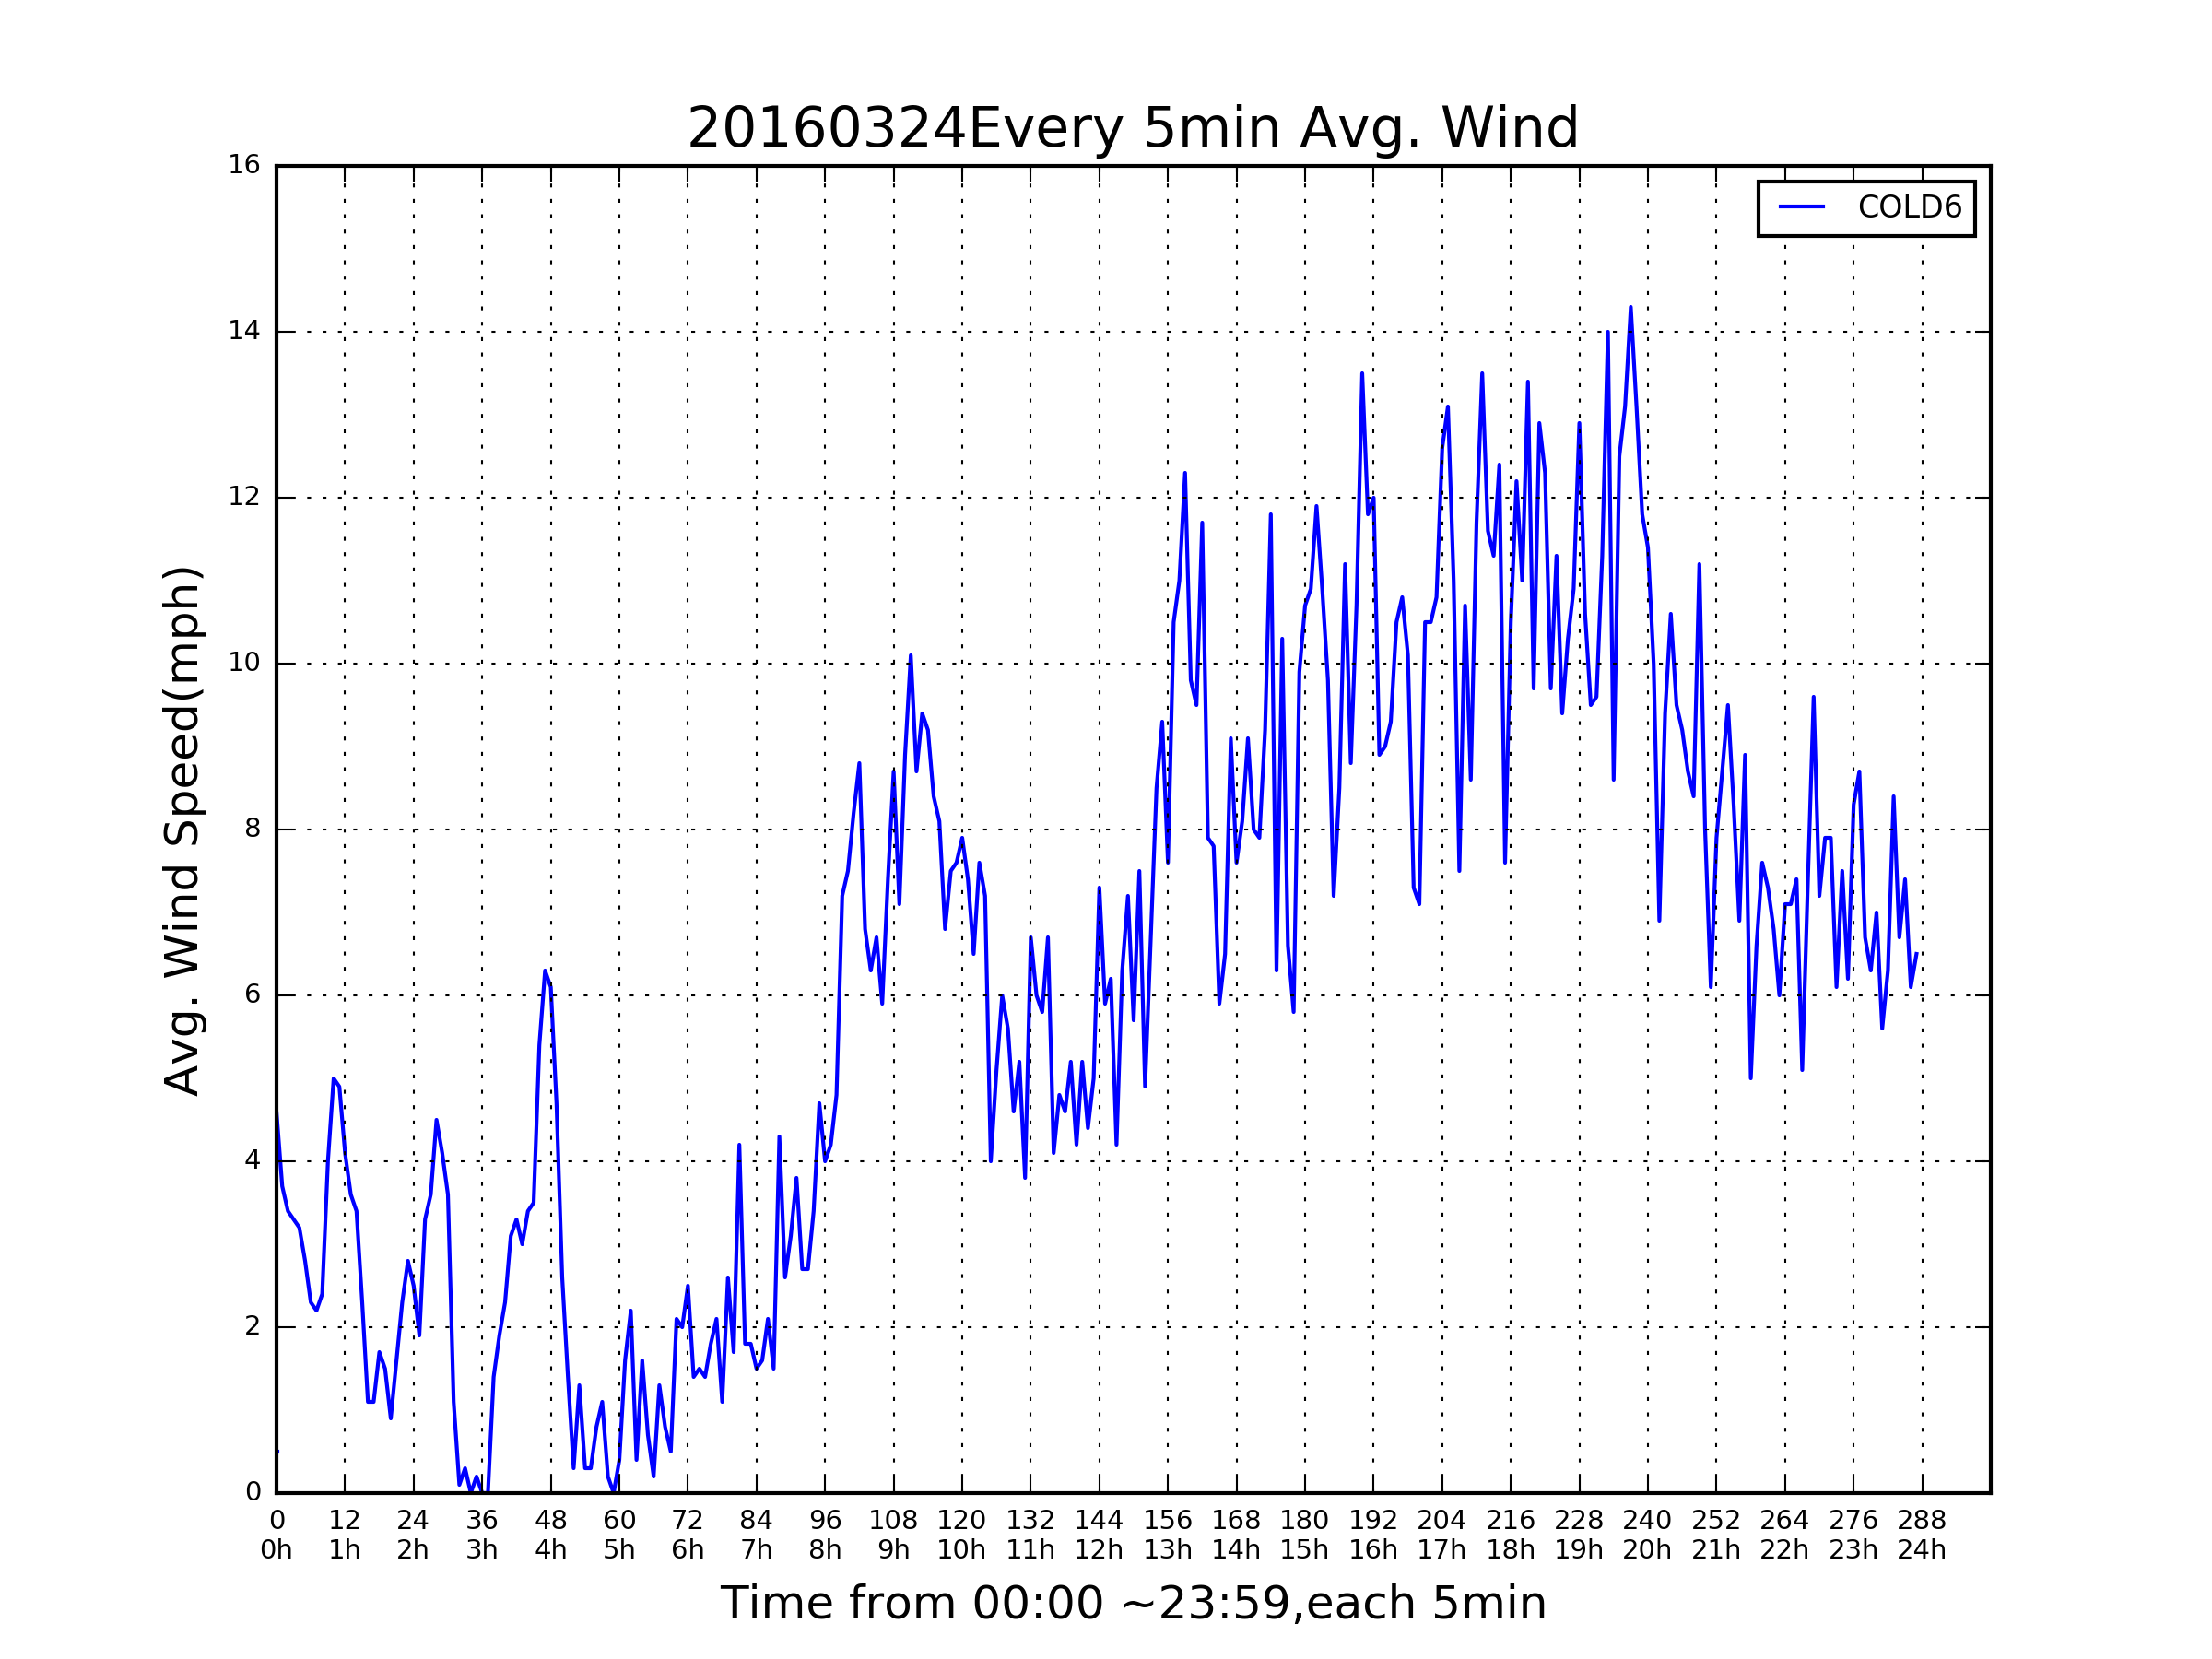 20160324Every 5min Avg. Wind
COLD6
Avg. Wind Speed(mph)
16
14
12
10
8
6
4
2
0
0 12 24 36 48 60 72 84 96 108 120 132 144 156 168 180 192 204 216 228 240 252 264 276 288
0h 1h 2h 3h 4h 5h 6h 7h 8h 9h 10h 11h 12h 13h 14h 15h 16h 17h 18h 19h 20h 21h 22h 23h 24h
Time from 00:00 ~23:59,each 5min